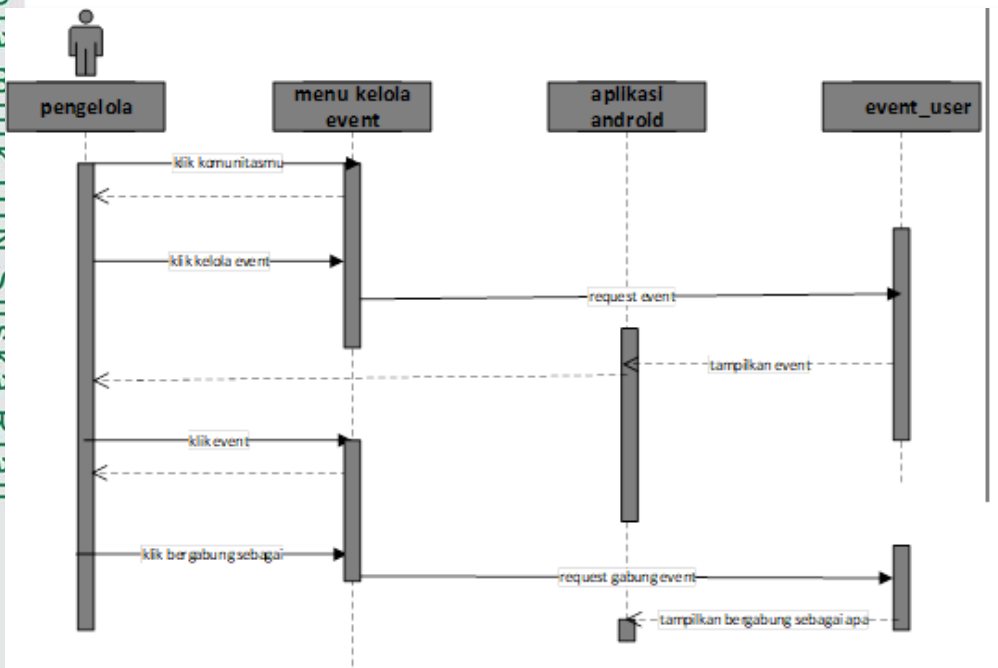 pengelola
menu kelola
event
aplikasi
android
event_user
klik komunitasmu
klik kelola event
request event
tampilkan event
klik event
klik bergabung sebagai
request gabung event
tampilkan bergabung sebagai apa